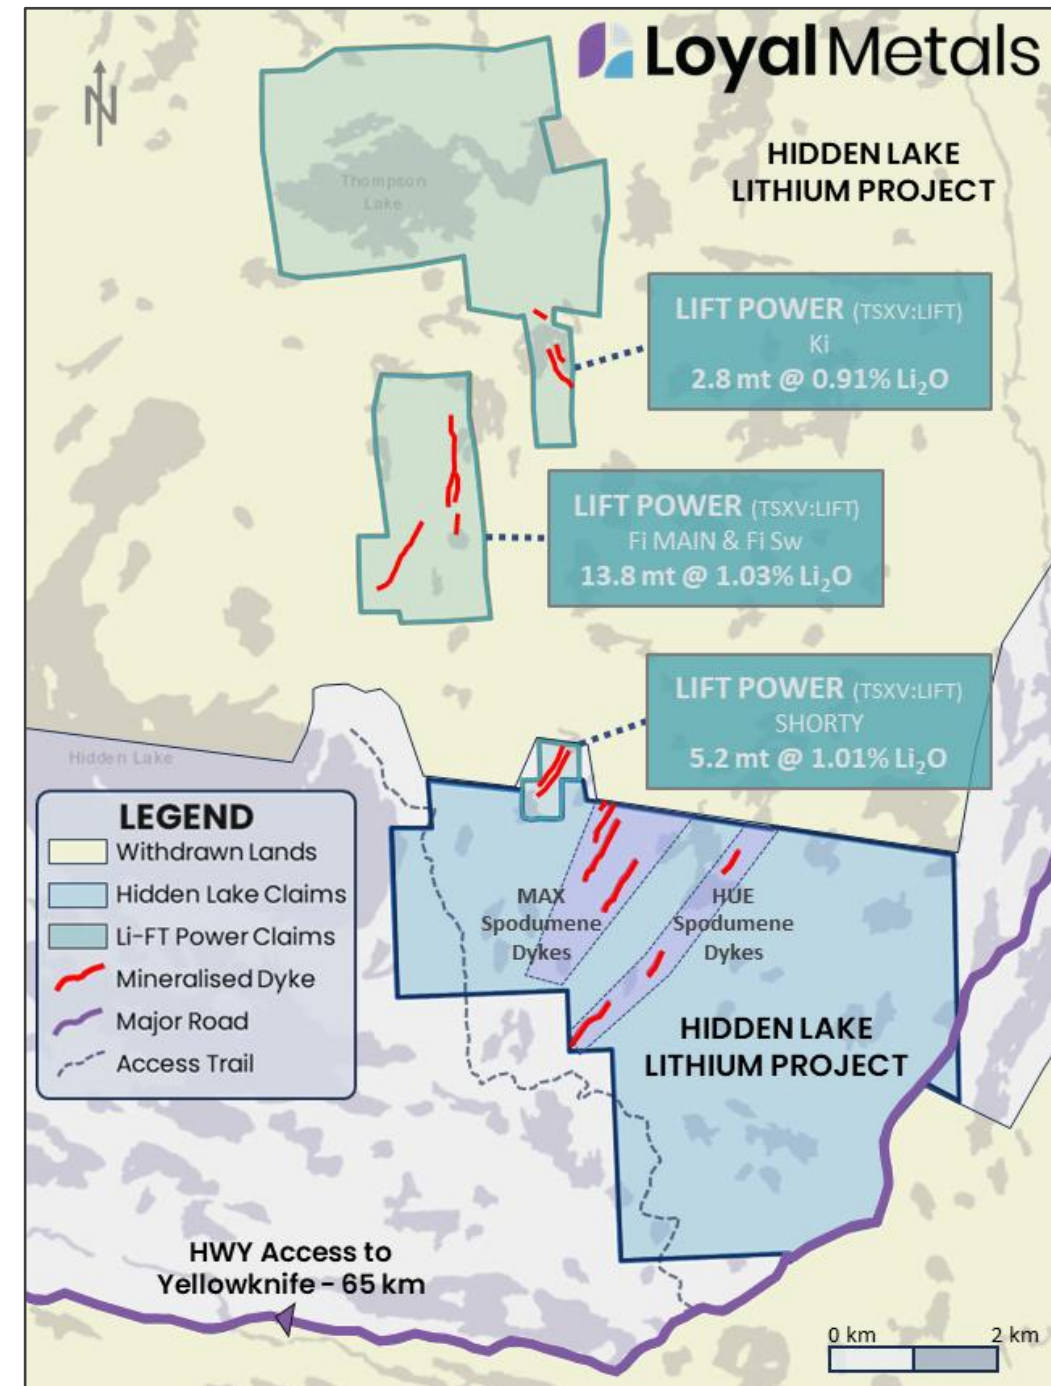 LoyalMetals
N
HIDDEN LAKE
LITHIUM PROJECT
Thompson
Lake
LIFT POWER (TSXV:LIFT)
Ki
2.8 mt @ 0.91% Li₂O
LIFT POWER (TSXV:LIFT)
Fi MAIN & Fi Sw
13.8 mt @ 1.03% Li₂O
LIFT POWER (TSXV:LIFT)
SHORTY
5.2 mt @ 1.01% Li₂O
Hidden Lake
LEGEND
Withdrawn Lands
Hidden Lake Claims
Li-FT Power Claims
Mineralised Dyke
Major Road
Access Trail
MAX
Spodumene
Dykes
HUE
Spodumene
Dykes
HIDDEN LAKE
LITHIUM PROJECT
HWY Access to
Yellowknife - 65 km
0 km 2 km